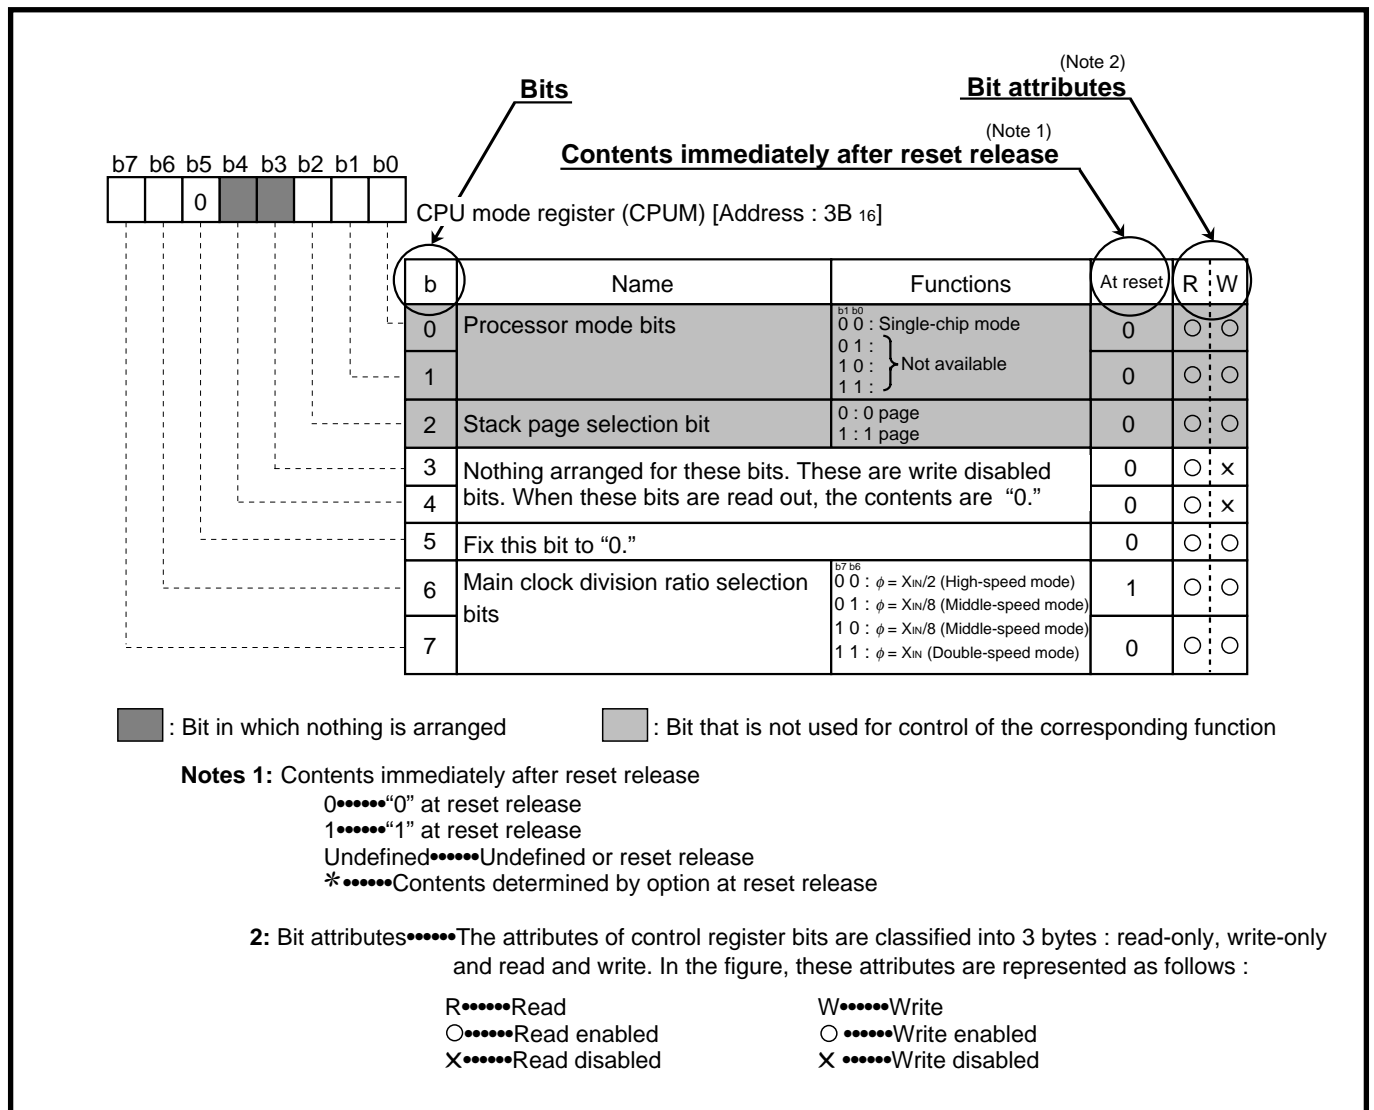 (Note 2)
Bits
Bit attributes
(Note 1)
Contents immediately after reset release
b7 b6 b5 b4 b3 b2 b1 b0
0
CPU mode register (CPUM) [Address : 3B 16]
b Name Functions At reset R W
0 Processor mode bits b1 b0
0 0 : Single-chip mode 0 ○ ○
0 1 :
1 0 : Not available
1 1 :
1 0 ○ ○
2 Stack page selection bit 0 : 0 page 0 ○ ○
1 : 1 page
3 Nothing arranged for these bits. These are write disabled 0 ○ ×
4 bits. When these bits are read out, the contents are “0.” 0 ○ ×
5 Fix this bit to “0.” 0 ○ ○
6 Main clock division ratio selection b7 b6
bits 0 0 : ϕ = XIN/2 (High-speed mode) 1 ○ ○
0 1 : ϕ = XIN/8 (Middle-speed mode)
1 0 : ϕ = XIN/8 (Middle-speed mode)
7 1 1 : ϕ = XIN (Double-speed mode) 0 ○ ○
: Bit in which nothing is arranged : Bit that is not used for control of the corresponding function
Notes 1: Contents immediately after reset release
0••••••“0” at reset release
1••••••“1” at reset release
Undefined••••••Undefined or reset release
*••••••Contents determined by option at reset release
2: Bit attributes••••••The attributes of control register bits are classified into 3 bytes : read-only, write-only
and read and write. In the figure, these attributes are represented as follows :
R••••••Read W••••••Write
○••••••Read enabled ○ ••••••Write enabled
×••••••Read disabled × ••••••Write disabled